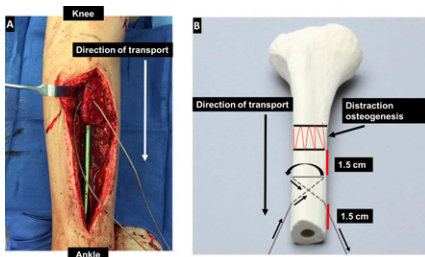 Knee
A
Direction of transport
Ankle
B
Direction of transport
Distraction
osteogenesis
1.5 cm
1.5 cm